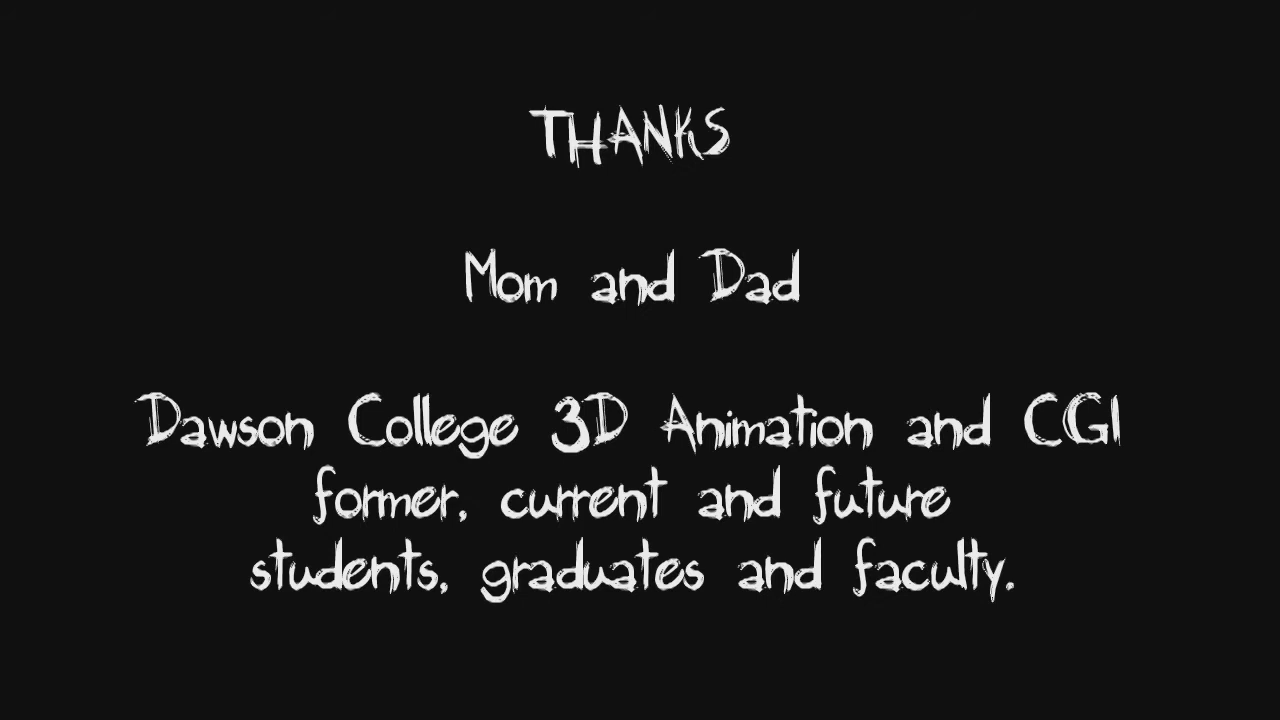 THANKS
Mom and Dad
Dawson College 3D Animation and CGI
former, current and future
students, graduates and faculty.